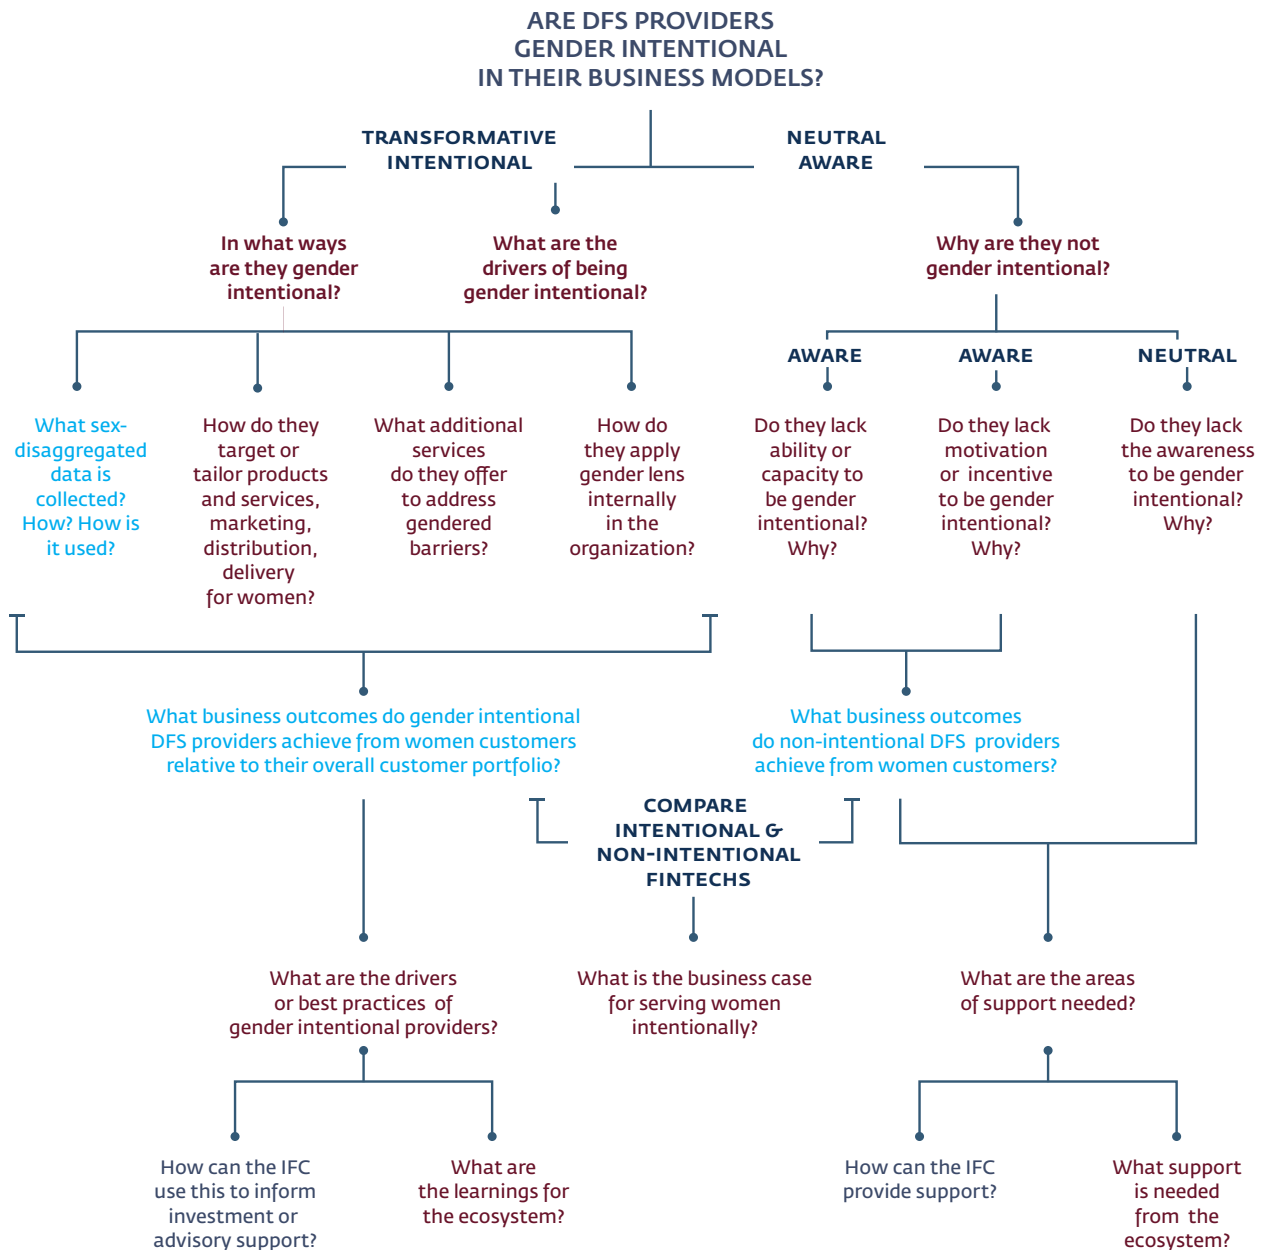 ARE DFS PROVIDERS
GENDER INTENTIONAL
IN THEIR BUSINESS MODELS?
TRANSFORMATIVE
INTENTIONAL
NEUTRAL
AWARE
In what ways
are they gender
intentional?
What are the
drivers of being
gender intentional?
Why are they not
gender intentional?
AWARE
AWARE
NEUTRAL
What sex-
disaggregated
data is
collected?
How? How is
it used?
How do they
target or
tailor products
and services,
marketing,
distribution,
delivery
for women?
What additional
services
do they offer
to address
gendered
barriers?
How do
they apply
gender lens
internally
in the
organization?
Do they lack
ability or
capacity to
be gender
intentional?
Why?
Do they lack
motivation
or incentive
to be gender
intentional?
Why?
Do they lack
the awareness
to be gender
intentional?
Why?
What business outcomes do gender intentional
DFS providers achieve from women customers
relative to their overall customer portfolio?
What business outcomes
do non-intentional DFS providers
achieve from women customers?
COMPARE
INTENTIONAL &
NON-INTENTIONAL
FINTECHS
What are the drivers
or best practices of
gender intentional providers?
What is the business case
for serving women
intentionally?
What are the areas
of support needed?
How can the IFC
use this to inform
investment or
advisory support?
What are
the learnings for
the ecosystem?
How can the IFC
provide support?
What support
is needed
from the
ecosystem?